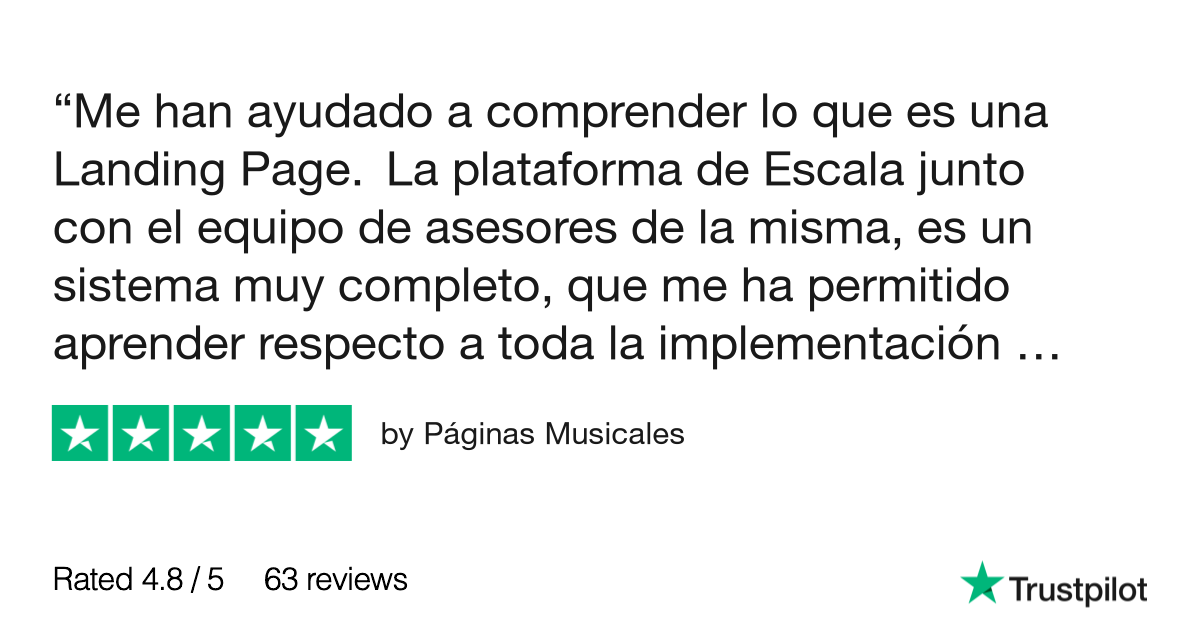 “Me han ayudado a comprender lo que es una
Landing Page.  La plataforma de Escala junto
con el equipo de asesores de la misma, es un
sistema muy completo, que me ha permitido
aprender respecto a toda la implementación …
by Páginas Musicales
Rated 4.8 / 5 63 reviews
Trustpilot